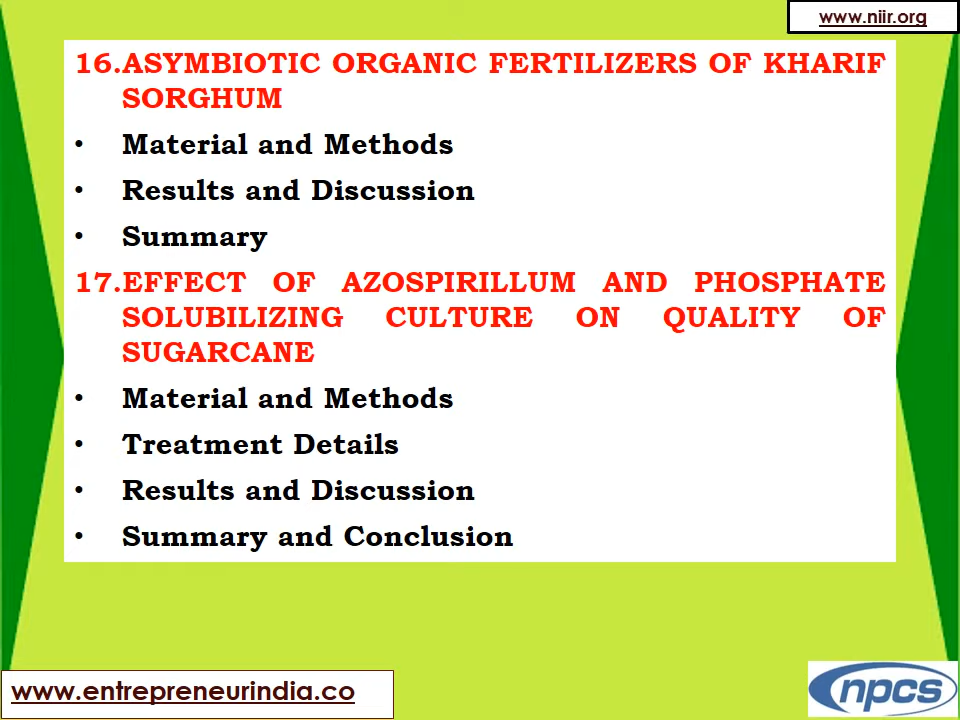 www.niir.org
16.ASYMBIOTIC ORGANIC FERTILIZERS OF KHARIF
SORGHUM
• Material and Methods
• Results and Discussion
• Summary
17.EFFECT OF AZOSPIRILLUM AND PHOSPHATE
SOLUBILIZING CULTURE ON QUALITY OF
SUGARCANE
• Material and Methods
• Treatment Details
• Results and Discussion
• Summary and Conclusion
www.entrepreneurindia.co
npcs